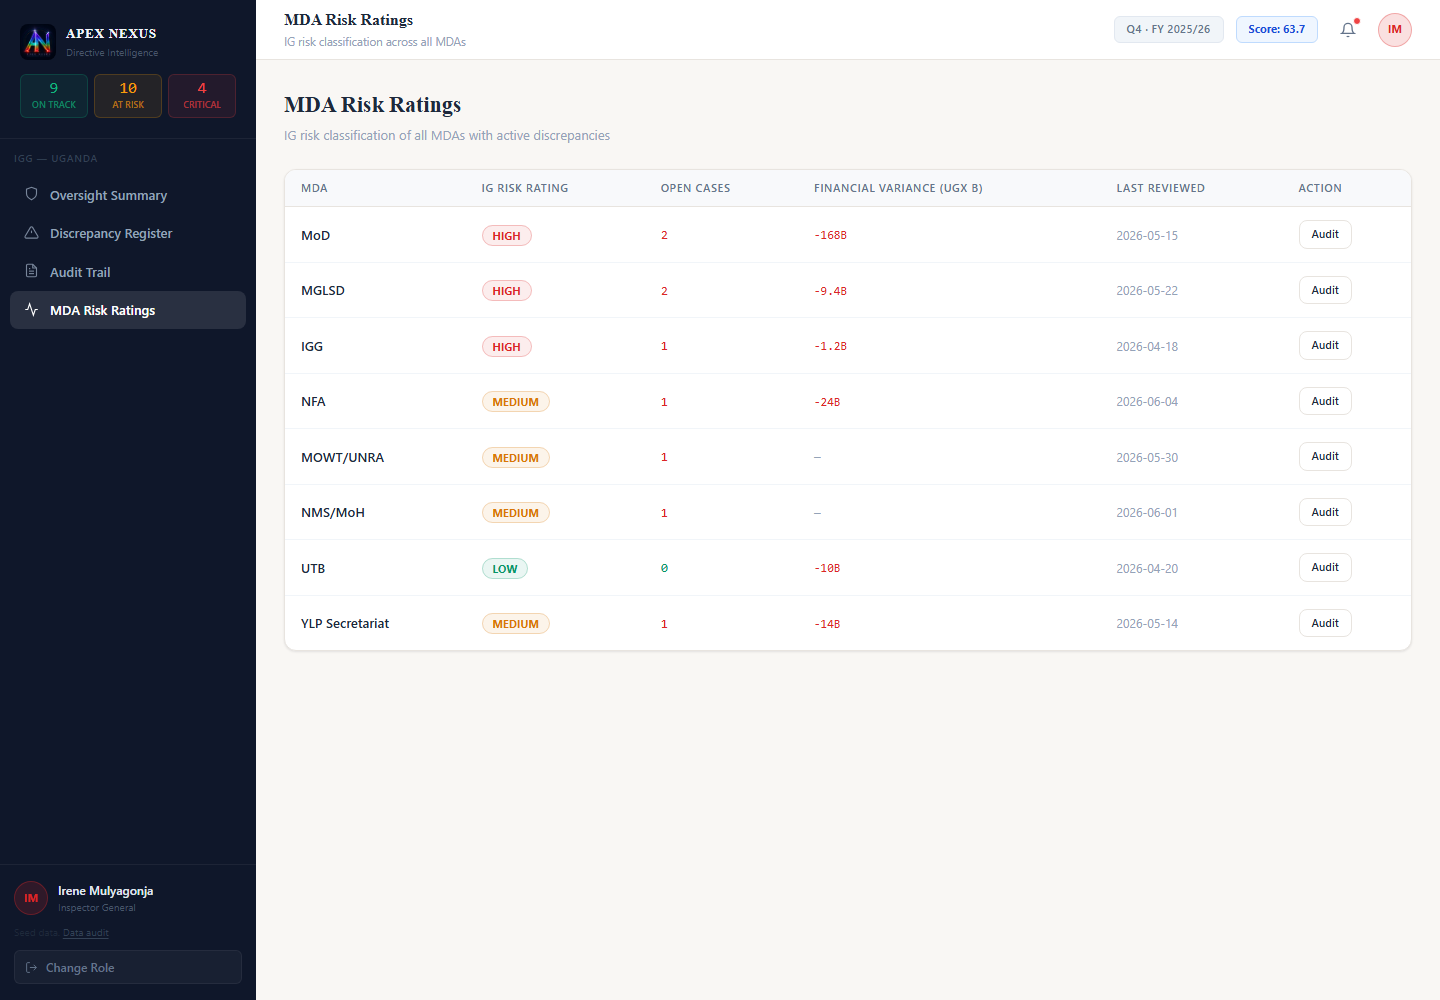 APEX NEXUS
Directive Intelligence
9
ON TRACK
10
AT RISK
4
CRITICAL
IGG — UGANDA
Oversight Summary
Discrepancy Register
Audit Trail
MDA Risk Ratings
Irene Mulyagonja
Inspector General
IM
Seed data. Data audit
Change Role
MDA Risk Ratings
IG risk classification across all MDAs
Q4 · FY 2025/26
Score: 63.7
IM
MDA Risk Ratings
IG risk classification of all MDAs with active discrepancies
MDA IG RISK RATING OPEN CASES FINANCIAL VARIANCE (UGX B) LAST REVIEWED ACTION
MoD HIGH 2 -168B 2026-05-15 Audit
MGLSD HIGH 2 -9.4B 2026-05-22 Audit
IGG HIGH 1 -1.2B 2026-04-18 Audit
NFA MEDIUM 1 -24B 2026-06-04 Audit
MOWT/UNRA MEDIUM 1 — 2026-05-30 Audit
NMS/MoH MEDIUM 1 — 2026-06-01 Audit
UTB LOW 0 -10B 2026-04-20 Audit
YLP Secretariat MEDIUM 1 -14B 2026-05-14 Audit